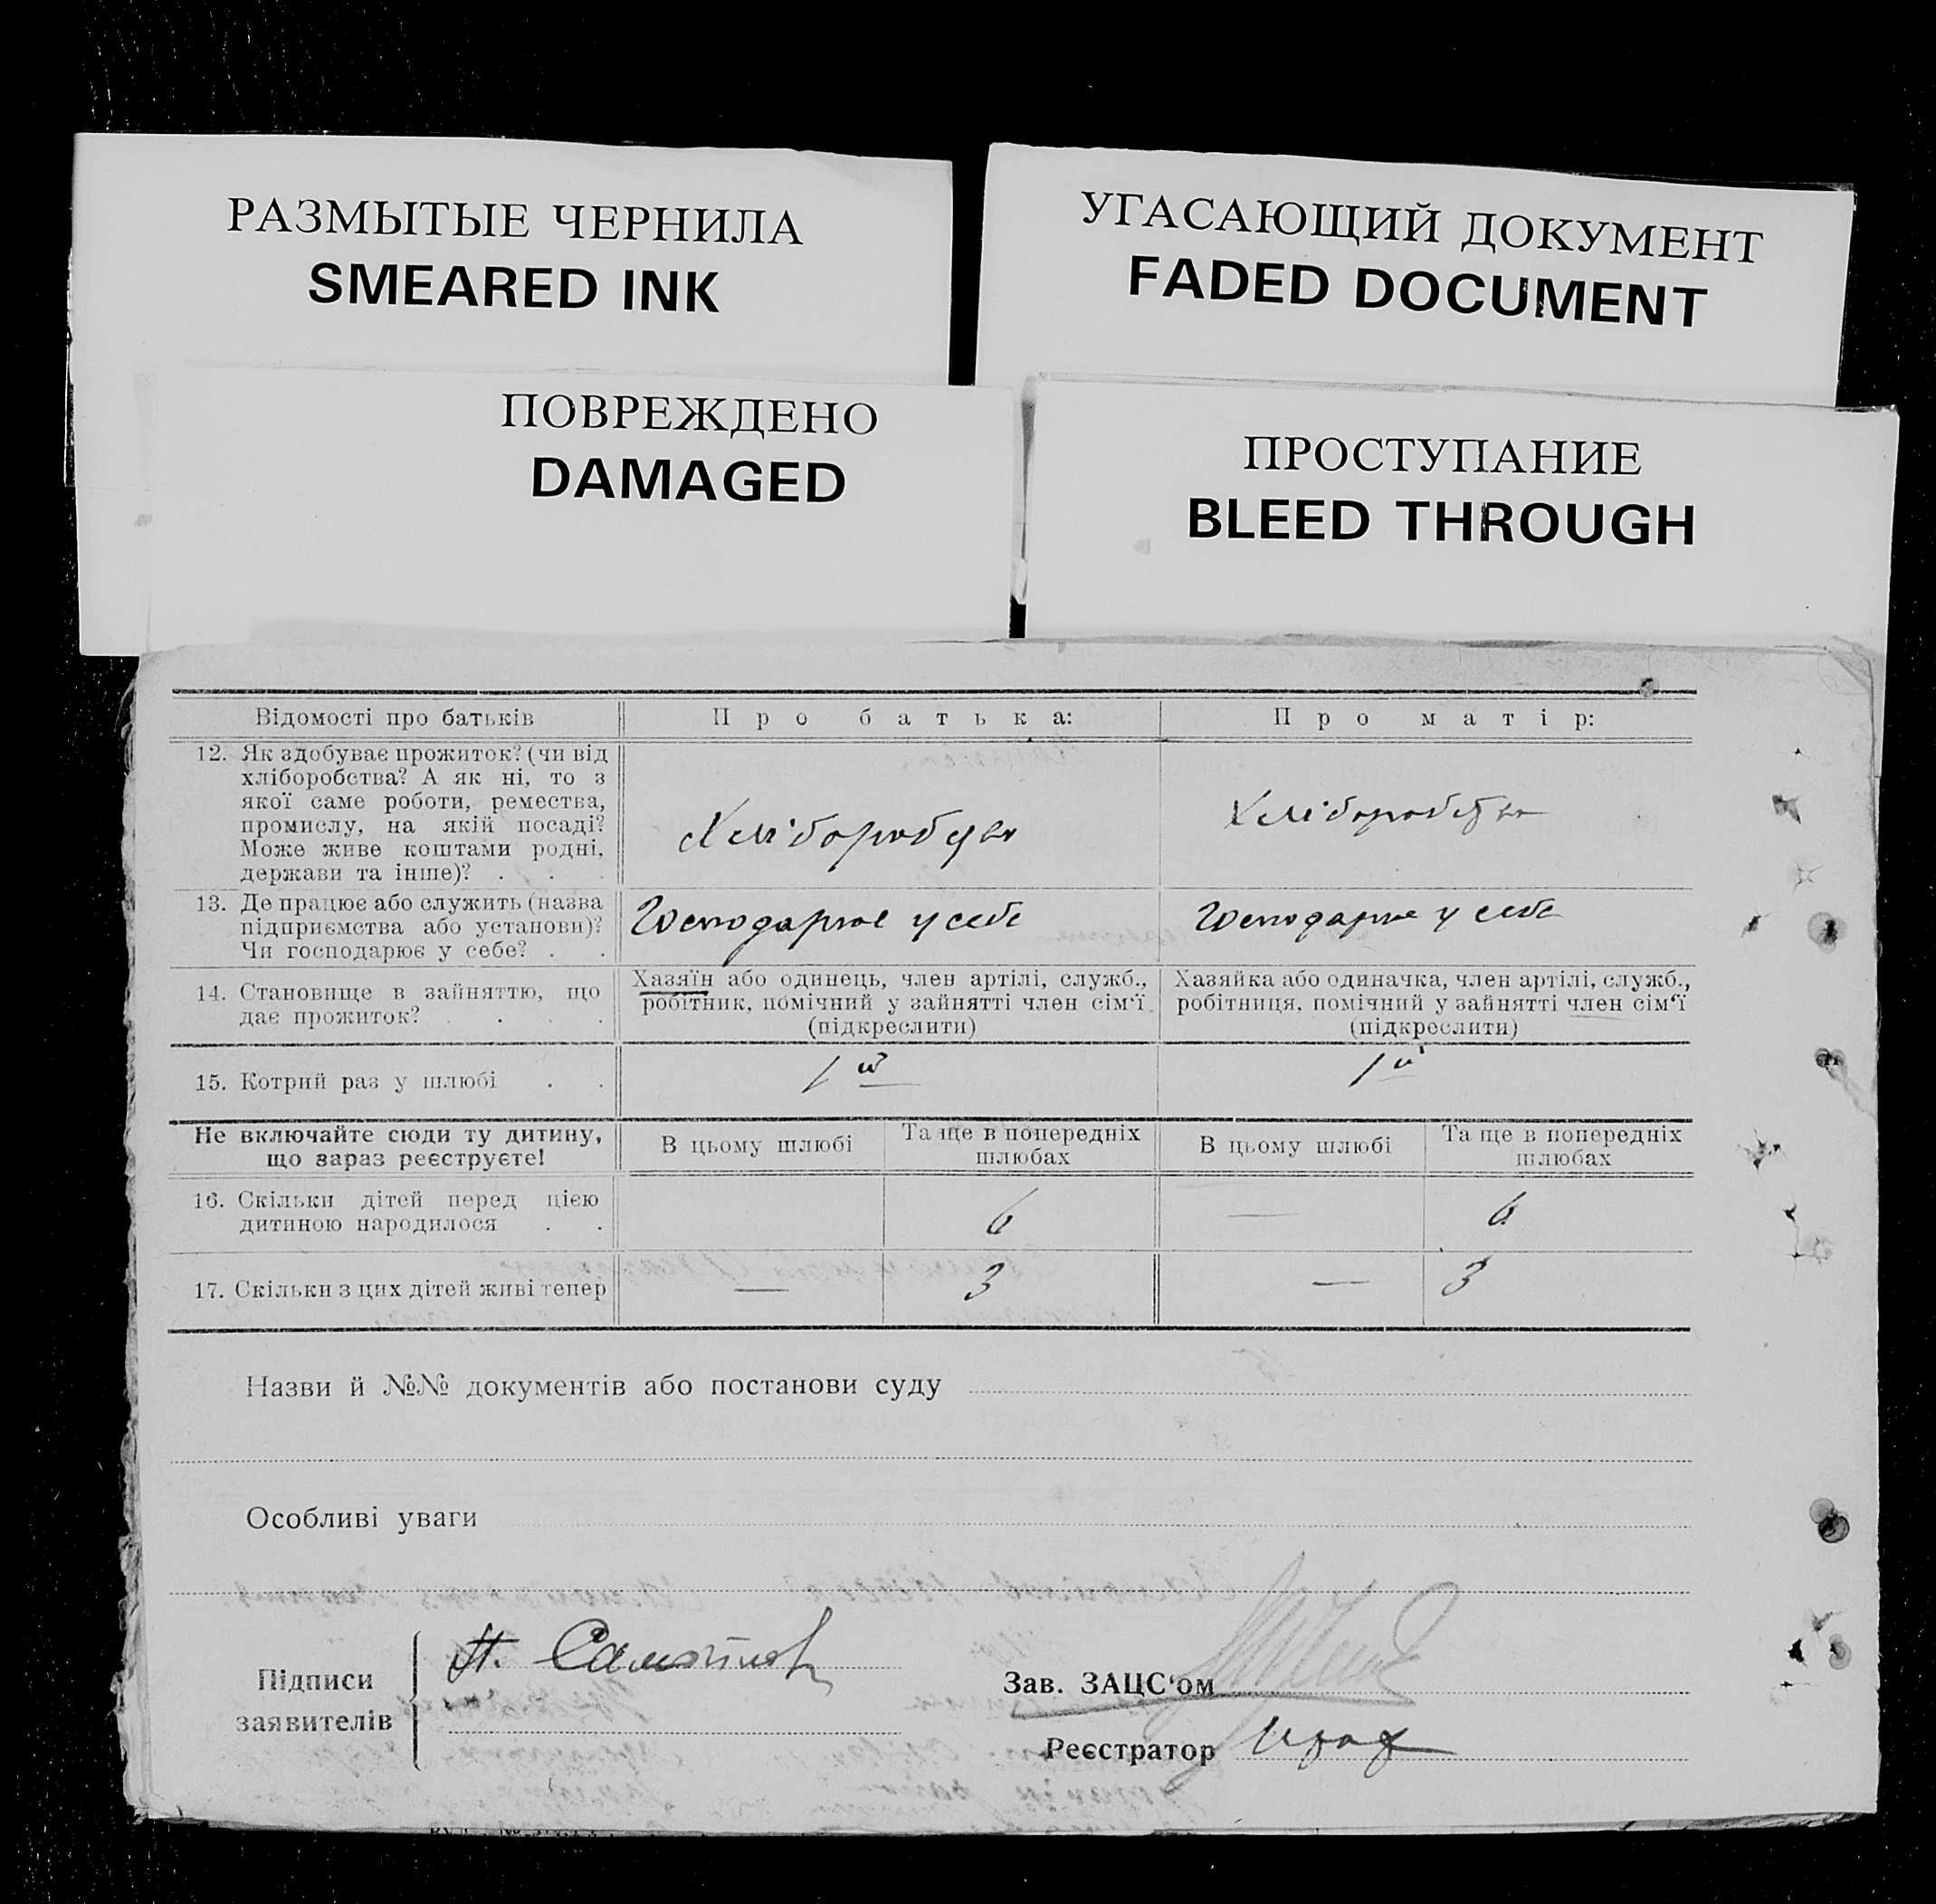 РАЗМЫТЫЕ ЧЕРНИЛА
SMEARED INK
УГАСАЮЩИЙ ДОКУМЕНТ
FADED DOCUMENT
ПОВРЕЖДЕНО
DAMAGED
ПРОСТУПАНИЕ
BLEED THROUGH
Відомості про батьків
Про батька:
Про матір:
12. Як здобуває прожиток? (чи від
хліборобства? А як ні, то з
якої саме роботи, ремества,
промислу, на якій посаді?
Може живе коштами родні,
держави та інше)? . . .
Хліборобство
Хліборобство
13. Де працює або служить (назва
підприємства або установи)?
Чи господарює у себе? . .
Господарює у себе
Господарює у себе
14. Становище в зайняттю, що
дає прожиток? . . . .
Хазяїн або одинець, член артілі, служб.,
робітник, помічний у зайнятті член сім‘ї
(підкреслити)
Хазяйка або одиначка, член артілі, служб.,
робітниця, помічний у зайнятті член сім‘ї
(підкреслити)
15. Котрий раз у шлюбі . .
1й
1й
Не включайте сюди ту дитину,
що зараз реєструєте!
В цьому шлюбі
Та ще в попередніх
шлюбах
В цьому шлюбі
Та ще в попередніх
шлюбах
16. Скільки дітей перед цією
дитиною народилося . .
6
—
6
17. Скільки з цих дітей живі тепер
—
3
—
3
Назви й №№ документів або постанови суду
Особливі уваги
Підписи
заявителів
Зав. ЗАЦС‘ом
Реєстратор